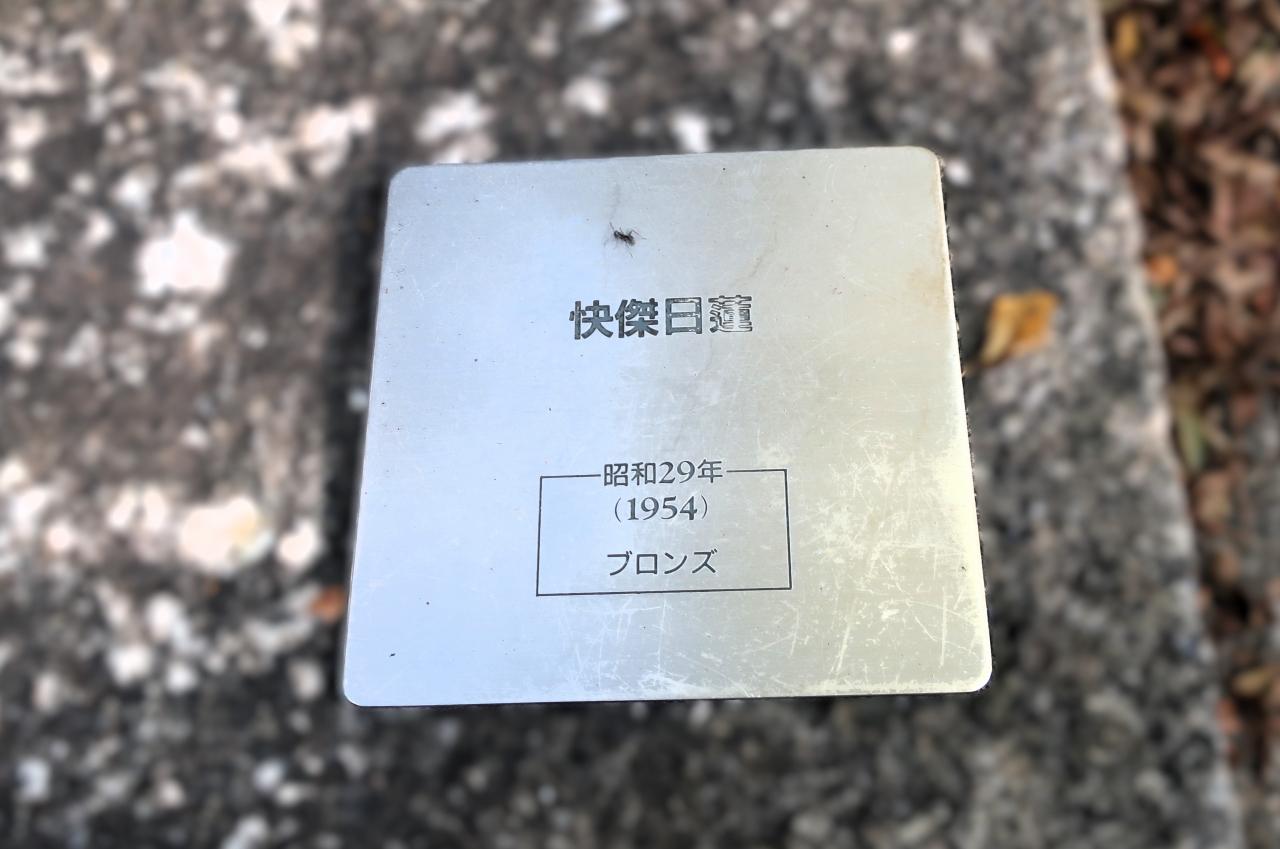 快傑日蓮
昭和29年
(1954)
ブロンズ